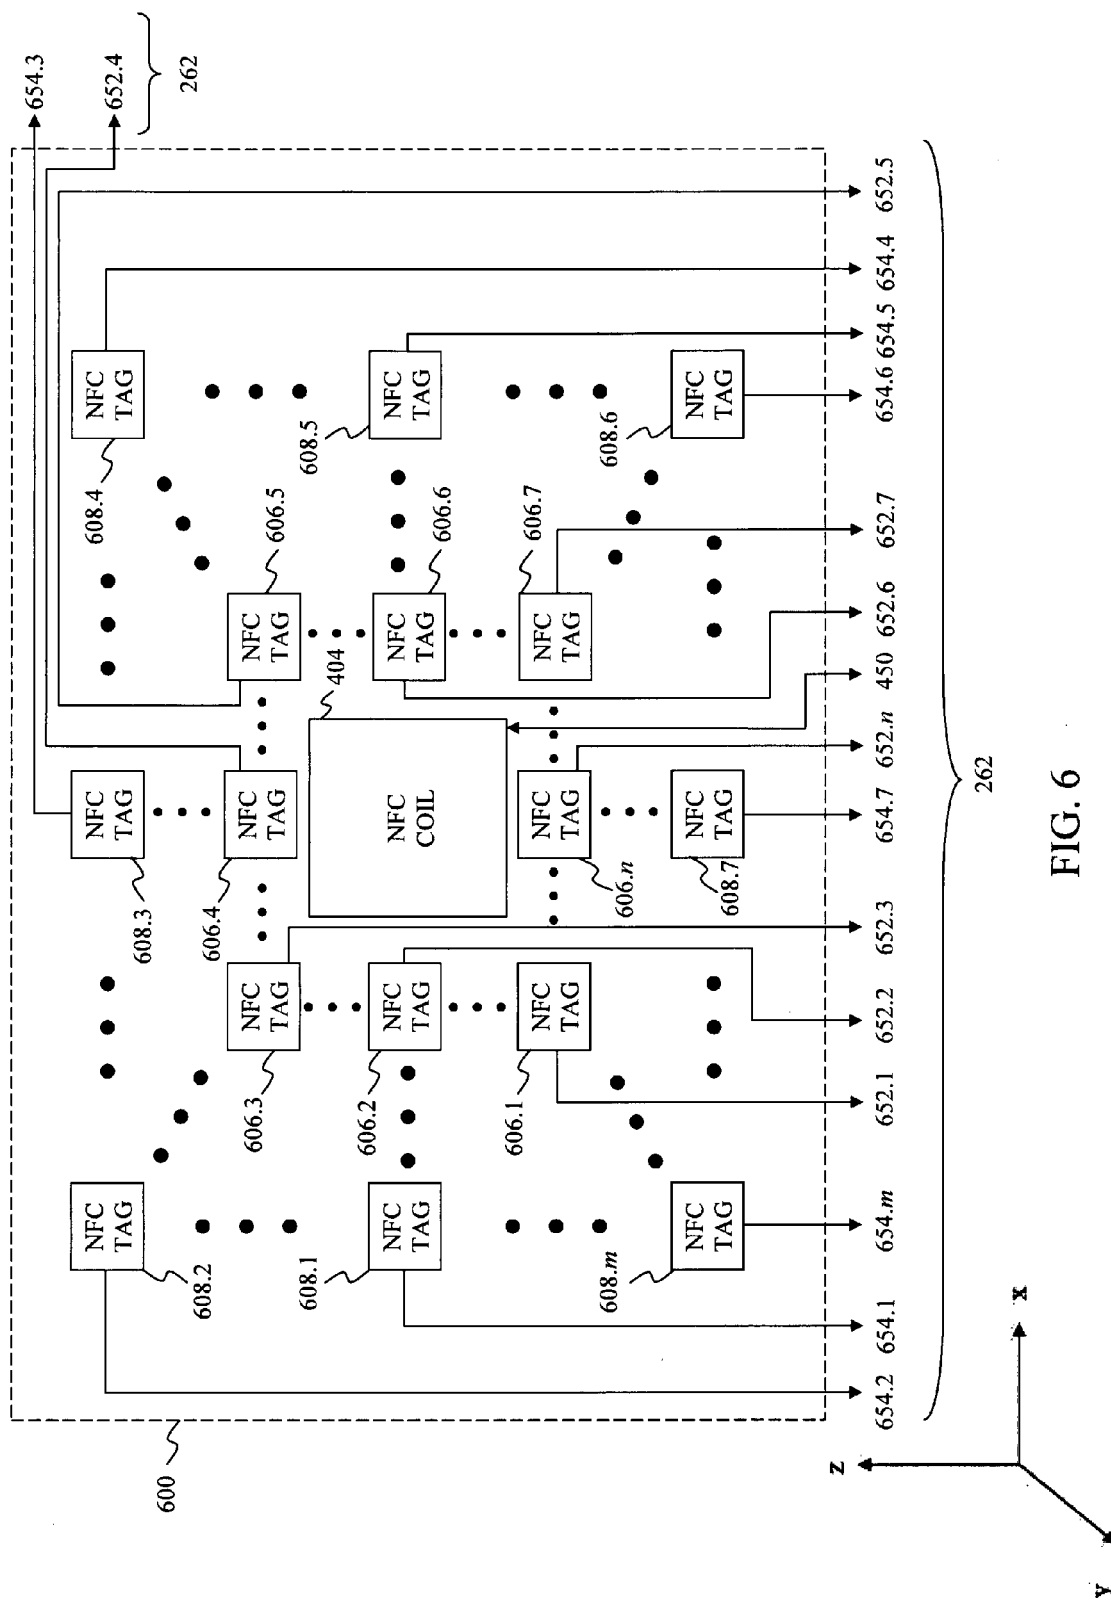 654.3
652.4
262
600
NFC
TAG
608.2
NFC
TAG
608.3
NFC
TAG
608.4
NFC
TAG
606.3
NFC
TAG
606.4
NFC
TAG
606.5
404
NFC
TAG
608.1
NFC
TAG
606.2
NFC
COIL
NFC
TAG
606.6
NFC
TAG
608.5
NFC
TAG
606.1
NFC
TAG
606.n
NFC
TAG
606.7
NFC
TAG
608.m
NFC
TAG
608.7
NFC
TAG
608.6
654.2
654.1
654.m
652.1
652.2
652.3
654.7
652.n
450
652.6
652.7
654.6
654.5
654.4
652.5
262
z
x
y
FIG. 6